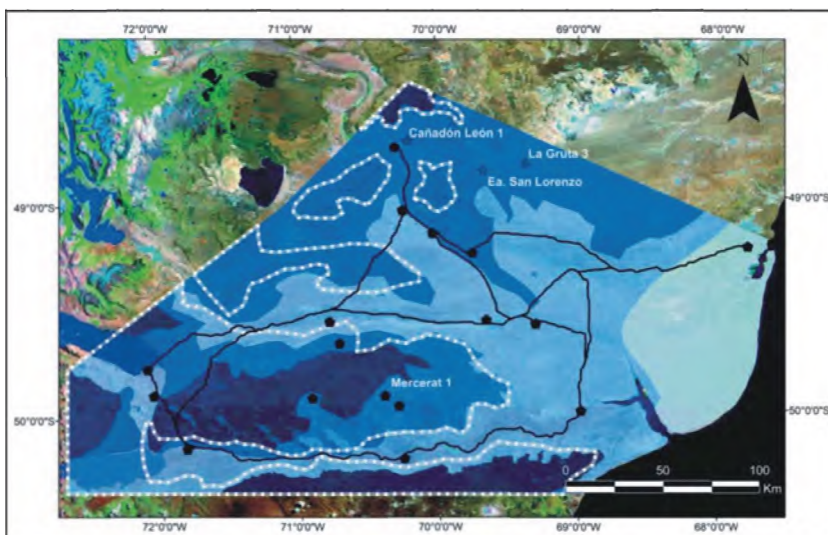 72°0'0"W 71°0'0"W 70°0'0"W 69°0'0"W 68°0'0"W
N
Cañadón León 1
La Gruta 3
Ea. San Lorenzo
49°0'0"S 49°0'0"S
Mercerat 1
50°0'0"S 50°0'0"S
0 50 100
Km
72°0'0"W 71°0'0"W 70°0'0"W 69°0'0"W 68°0'0"W